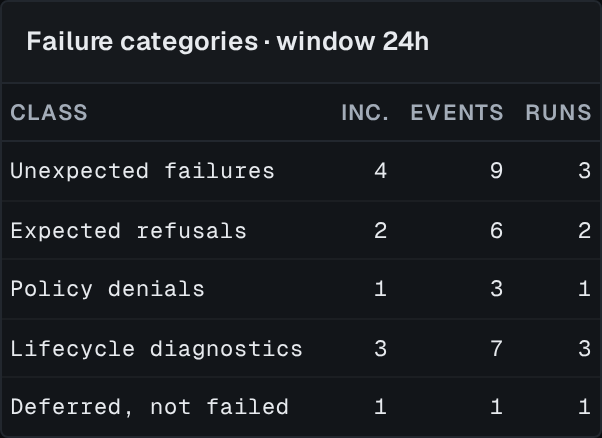 Failure categories · window 24h
CLASS INC. EVENTS RUNS
Unexpected failures 4 9 3
Expected refusals 2 6 2
Policy denials 1 3 1
Lifecycle diagnostics 3 7 3
Deferred, not failed 1 1 1